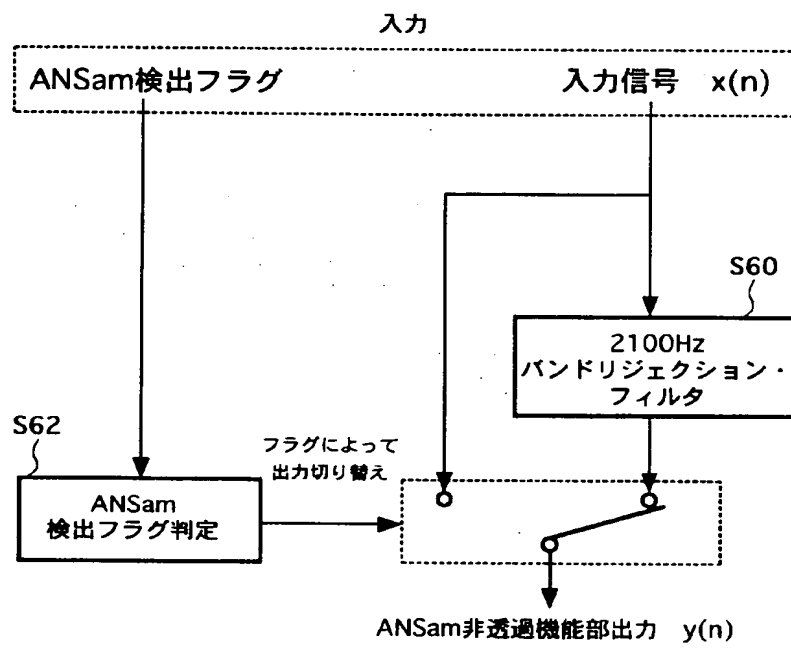 入力
ANSam検出フラグ
入力信号 x(n)
S60
2100Hz
バンドリジェクション・
フィルタ
S62
フラグによって
出力切り替え
ANSam
検出フラグ判定
ANSam非透過機能部出力 y(n)